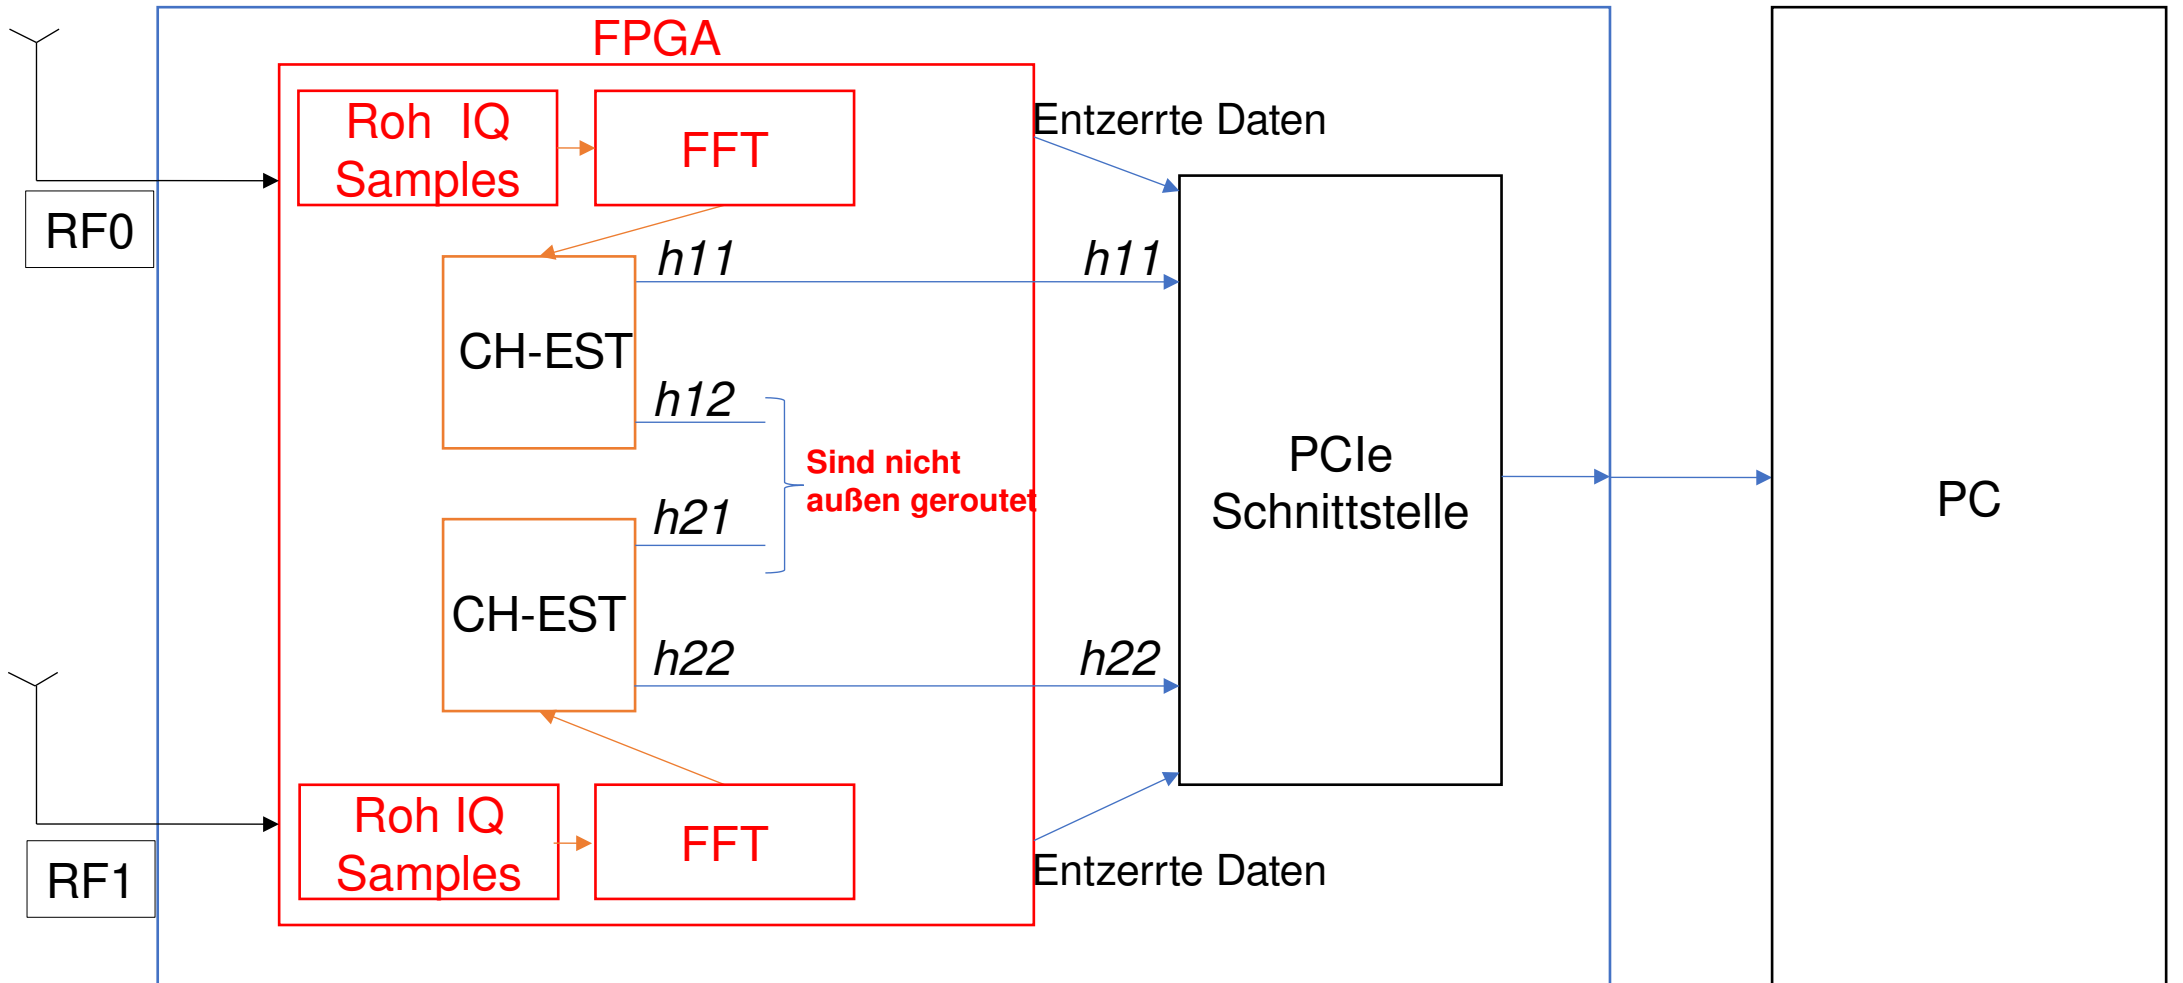 FPGA
Roh IQ
Samples
FFT
Entzerrte Daten
RF0
h11
h11
CH-EST
h12
Sind nicht
außen geroutet
PCIe
Schnittstelle
PC
h21
CH-EST
h22
h22
Roh IQ
Samples
FFT
Entzerrte Daten
RF1